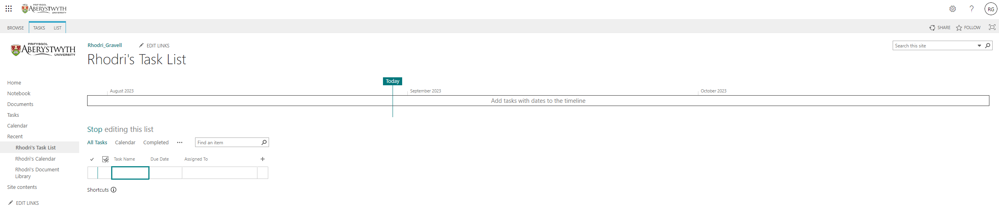 1872
PRIFYSGOL
ABERYSTWYTH
UNIVERSITY
RG
BROWSE
TASKS
LIST
SHARE
FOLLOW
PRIFYSGOL
ABERYSTWYTH
UNIVERSITY
Rhodri_Gravell
EDIT LINKS
Search this site
Rhodri's Task List
Home
Notebook
Documents
Tasks
Calendar
Recent
Rhodri's Task List
Rhodri's Calendar
Rhodri's Document
Library
Site contents
EDIT LINKS
Today
August 2023
September 2023
October 2023
Add tasks with dates to the timeline
Stop editing this list
All Tasks
Calendar
Completed
Find an item
Task Name
Due Date
Assigned To
Shortcuts